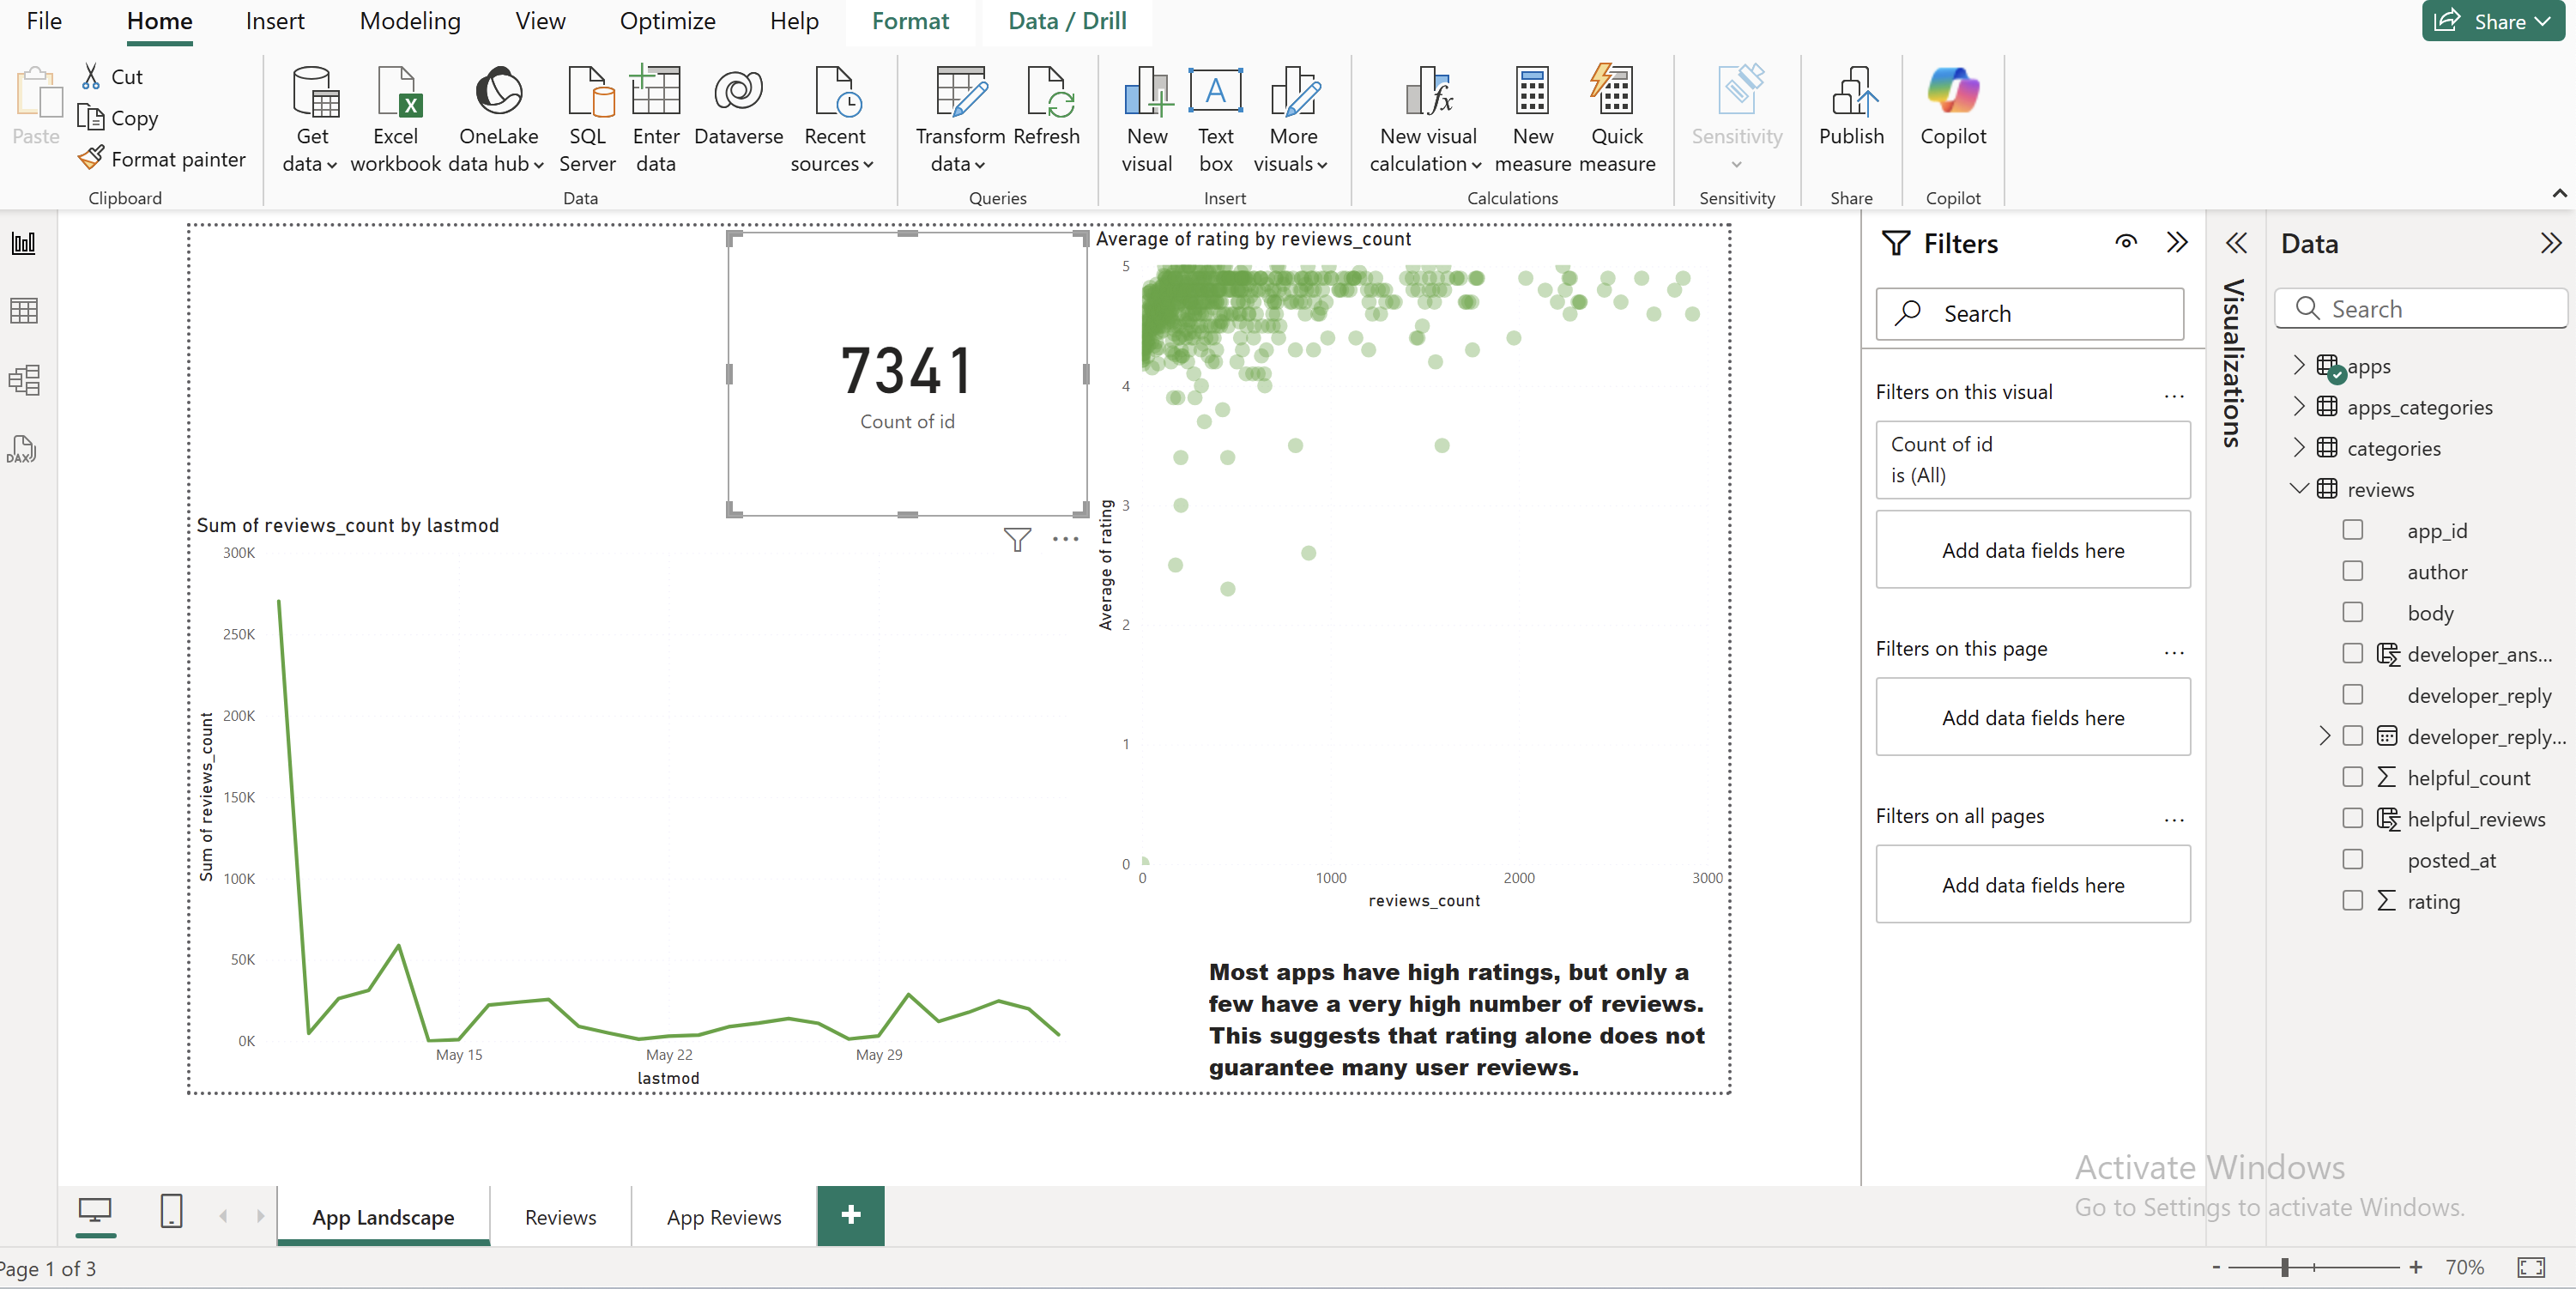 File Home Insert Modeling View Optimize Help Format Data / Drill Share
Paste
Cut
Copy
Format painter
Clipboard
Get data
Excel workbook
OneLake data hub
SQL Server
Enter data
Dataverse
Recent sources
Data
Transform data
Refresh
Queries
New visual
A
Text box
More visuals
Insert
New visual calculation
New measure
Quick measure
Calculations
Sensitivity
Sensitivity
Publish
Share
Copilot
Copilot
DAX
7341
Count of id
Sum of reviews_count by lastmod
300K
250K
200K
150K
100K
50K
0K
Sum of reviews_count
May 15 May 22 May 29
lastmod
Average of rating by reviews_count
5
4
3
2
1
0
Average of rating
0 1000 2000 3000
reviews_count
Most apps have high ratings, but only a
few have a very high number of reviews.
This suggests that rating alone does not
guarantee many user reviews.
Filters
Search
Filters on this visual ...
Count of id
is (All)
Add data fields here
Filters on this page ...
Add data fields here
Filters on all pages ...
Add data fields here
Visualizations
Data
Search
apps
apps_categories
categories
reviews
app_id
author
body
developer_ans...
developer_reply
developer_reply...
helpful_count
helpful_reviews
posted_at
rating
Activate Windows
Go to Settings to activate Windows.
App Landscape Reviews App Reviews +
Page 1 of 3
- + 70%